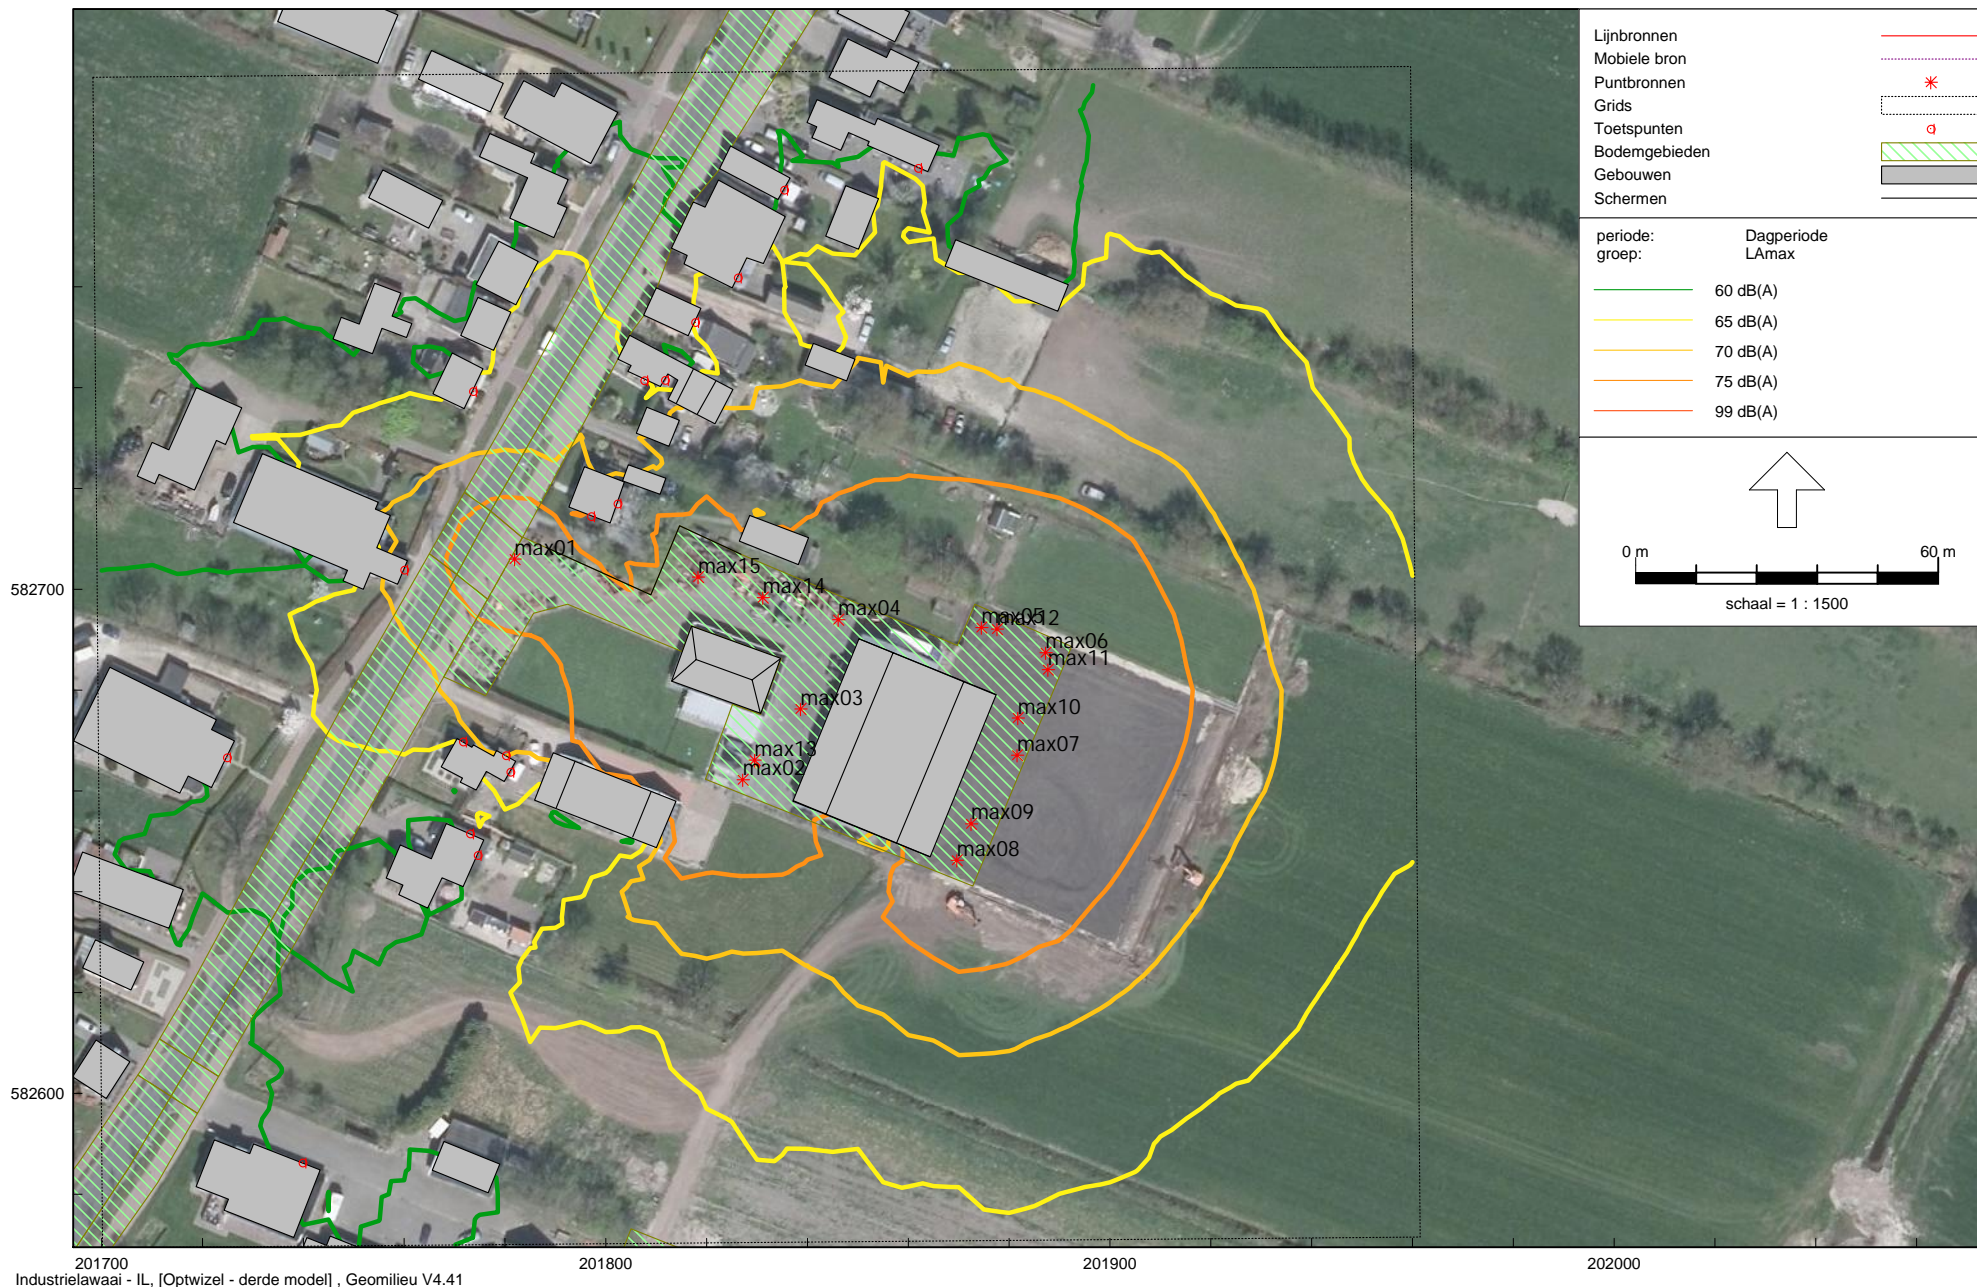 Lijnbronnen
Mobiele bron
Puntbronnen
Grids
Toetspunten
Bodemgebieden
Gebouwen
Schermen
periode: Dagperiode
groep: LAmax
60 dB(A)
65 dB(A)
70 dB(A)
75 dB(A)
99 dB(A)
0 m 60 m
schaal = 1 : 1500
max01
max15
max14
max04
max05
max12
max06
max11
max03
max10
max07
max13
max02
max09
max08
582700
582600
201700 201800 201900 202000
Industrielawaai - IL, [Optwizel - derde model] , Geomilieu V4.41